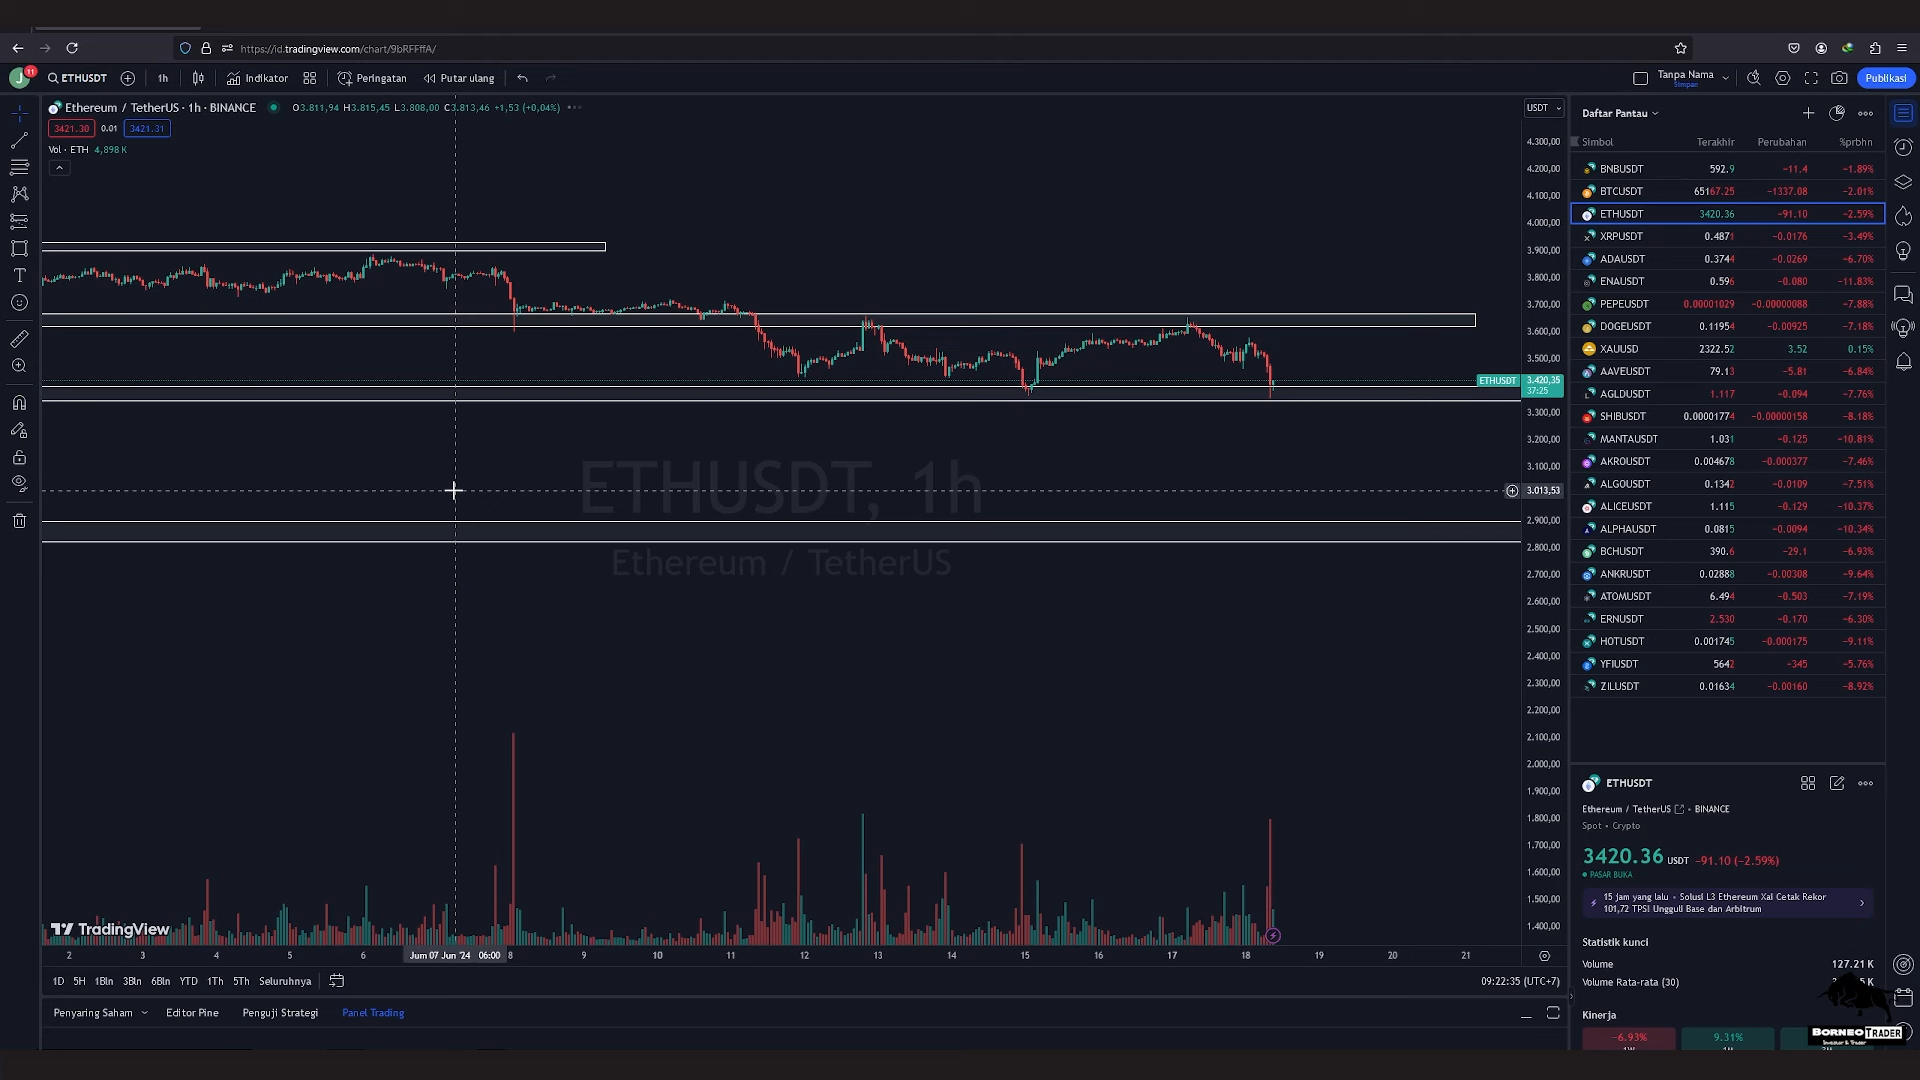 https://id.tradingview.com/chart/9bRFFffA/
J 11 ETHUSDT 1h Indikator Peringatan Putar ulang Tanpa Nama Simpan Publikasi
Ethereum / TetherUS · 1h · BINANCE O3.811,94 H3.815,45 L3.808,00 C3.813,46 +1,53 (+0,04%)
3421.30 0.01 3421.31
Vol · ETH 4,898 K
USDT
4.300,00
4.200,00
4.100,00
4.000,00
3.900,00
3.800,00
3.700,00
3.600,00
3.500,00
ETHUSDT 3.420,35
37:25
3.300,00
3.200,00
3.100,00
3.013,53
2.900,00
2.800,00
2.700,00
2.600,00
2.500,00
2.400,00
2.300,00
2.200,00
2.100,00
2.000,00
1.900,00
1.800,00
1.700,00
1.600,00
1.500,00
1.400,00
ETHUSDT, 1h
Ethereum / TetherUS
TradingView
2 3 4 5 6 Jum 07 Jun '24 06:00 8 9 10 11 12 13 14 15 16 17 18 19 20 21
1D 5H 1Bln 3Bln 6Bln YTD 1Th 5Th Seluruhnya 09:22:35 (UTC+7)
Penyaring Saham Editor Pine Penguji Strategi Panel Trading
Daftar Pantau
Simbol Terakhir Perubahan %prbhn
BNBUSDT 592.9 −11.4 −1.89%
BTCUSDT 65167.25 −1337.08 −2.01%
ETHUSDT 3420.36 −91.10 −2.59%
XRPUSDT 0.4871 −0.0176 −3.49%
ADAUSDT 0.3744 −0.0269 −6.70%
ENAUSDT 0.596 −0.080 −11.83%
PEPEUSDT 0.00001029 −0.00000088 −7.88%
DOGEUSDT 0.11954 −0.00925 −7.18%
XAUUSD 2322.52 3.52 0.15%
AAVEUSDT 79.13 −5.81 −6.84%
AGLDUSDT 1.117 −0.094 −7.76%
SHIBUSDT 0.00001774 −0.00000158 −8.18%
MANTAUSDT 1.031 −0.125 −10.81%
AKROUSDT 0.004678 −0.000377 −7.46%
ALGOUSDT 0.1342 −0.0109 −7.51%
ALICEUSDT 1.115 −0.129 −10.37%
ALPHAUSDT 0.0815 −0.0094 −10.34%
BCHUSDT 390.6 −29.1 −6.93%
ANKRUSDT 0.02888 −0.00308 −9.64%
ATOMUSDT 6.494 −0.503 −7.19%
ERNUSDT 2.530 −0.170 −6.30%
HOTUSDT 0.001745 −0.000175 −9.11%
YFIUSDT 5642 −345 −5.76%
ZILUSDT 0.01634 −0.00160 −8.92%
ETHUSDT
Ethereum / TetherUS • BINANCE
Spot • Crypto
3420.36 USDT −91.10 (−2.59%)
PASAR BUKA
15 jam yang lalu • Solusi L3 Ethereum Xai Cetak Rekor
101,72 TPS! Ungguli Base dan Arbitrum
Statistik kunci
Volume 127.21 K
Volume Rata-rata (30) K
Kinerja
−6.93% 9.31%
1W 1M
BORNEO TRADER
Investor & Trader